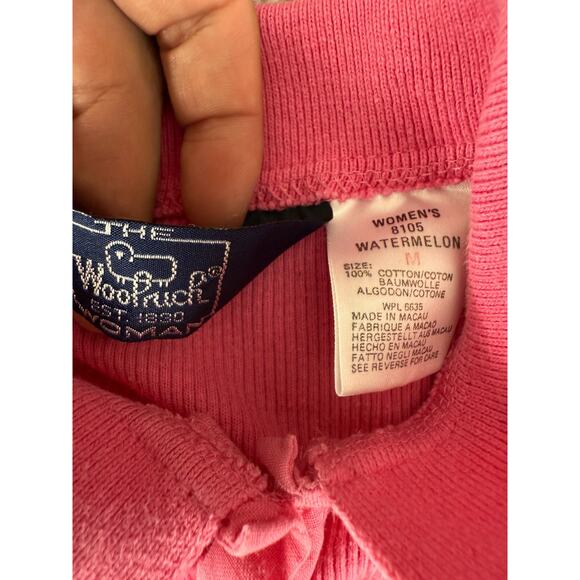 THE
Woolrich
EST. 1830
WOMAN
WOMEN'S
8105
WATERMELON
M
SIZE:
100% COTTON/COTON
BAUMWOLLE
ALGODON/COTONE
WPL 6635
MADE IN MACAU
FABRIQUE A MACAO
HERGESTELLT AUS MACAU
HECHO EN MACAU
FATTO NEGLI MACAU
SEE REVERSE FOR CARE